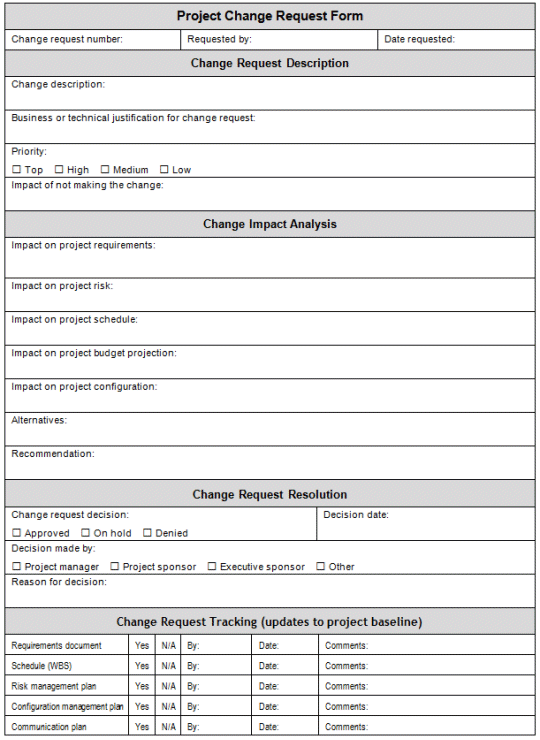 Project Change Request Form
Change request number: Requested by: Date requested:
Change Request Description
Change description:
Business or technical justification for change request:
Priority:
☐ Top ☐ High ☐ Medium ☐ Low
Impact of not making the change:
Change Impact Analysis
Impact on project requirements:
Impact on project risk:
Impact on project schedule:
Impact on project budget projection:
Impact on project configuration:
Alternatives:
Recommendation:
Change Request Resolution
Change request decision: Decision date:
☐ Approved ☐ On hold ☐ Denied
Decision made by:
☐ Project manager ☐ Project sponsor ☐ Executive sponsor ☐ Other
Reason for decision:
Change Request Tracking (updates to project baseline)
Requirements document Yes N/A By: Date: Comments:
Schedule (WBS) Yes N/A By: Date: Comments:
Risk management plan Yes N/A By: Date: Comments:
Configuration management plan Yes N/A By: Date: Comments:
Communication plan Yes N/A By: Date: Comments: